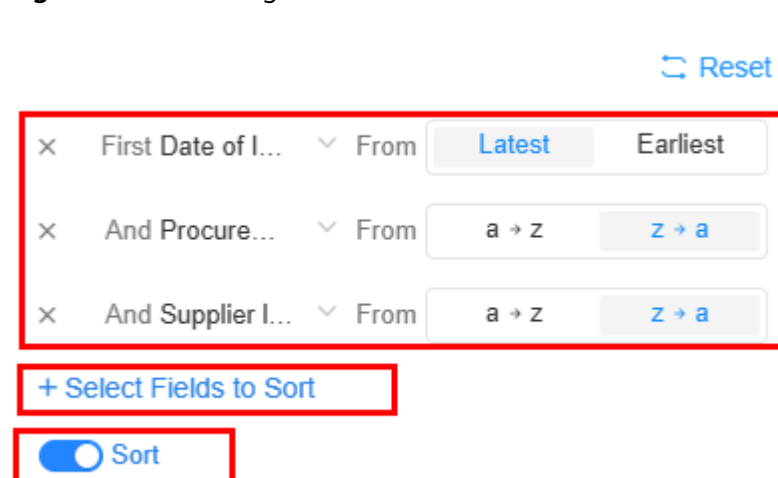 Reset
× First Date of I... From Latest Earliest
× And Procure... From a → z z → a
× And Supplier I... From a → z z → a
+ Select Fields to Sort
Sort